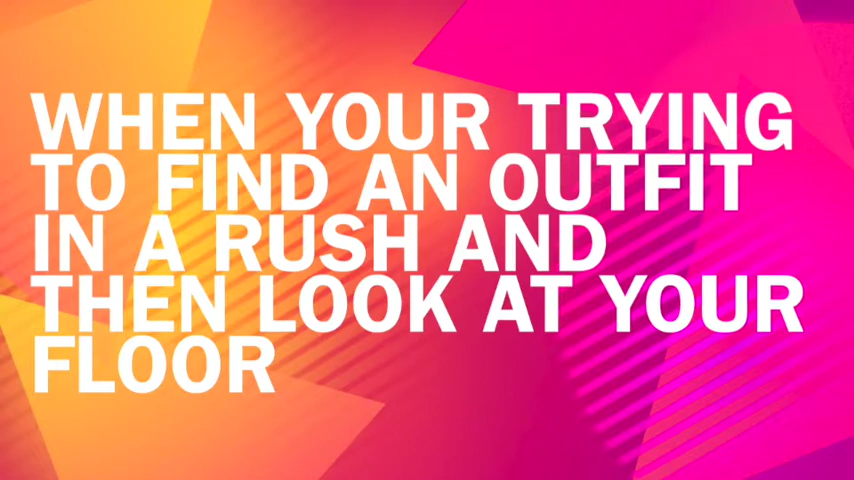 WHEN YOUR TRYING
TO FIND AN OUTFIT
IN A RUSH AND
THEN LOOK AT YOUR
FLOOR